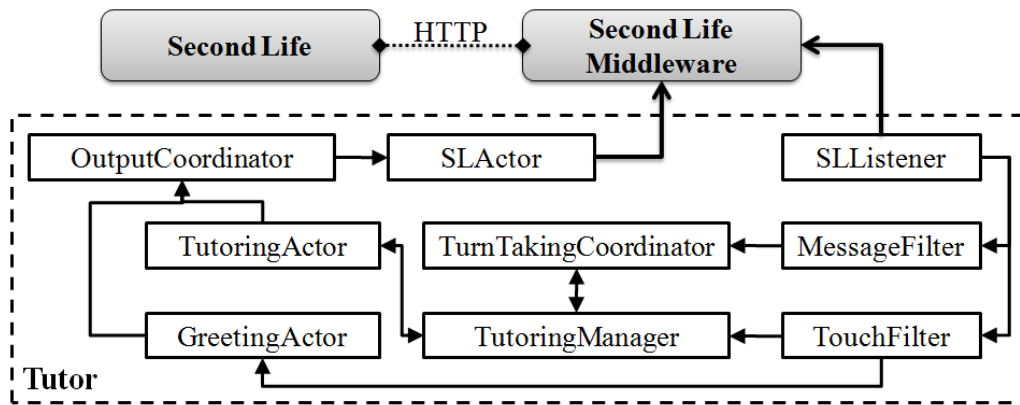 Second Life
HTTP
Second Life
Middleware
OutputCoordinator
SLActor
SLListener
TutoringActor
TurnTakingCoordinator
MessageFilter
GreetingActor
TutoringManager
TouchFilter
Tutor